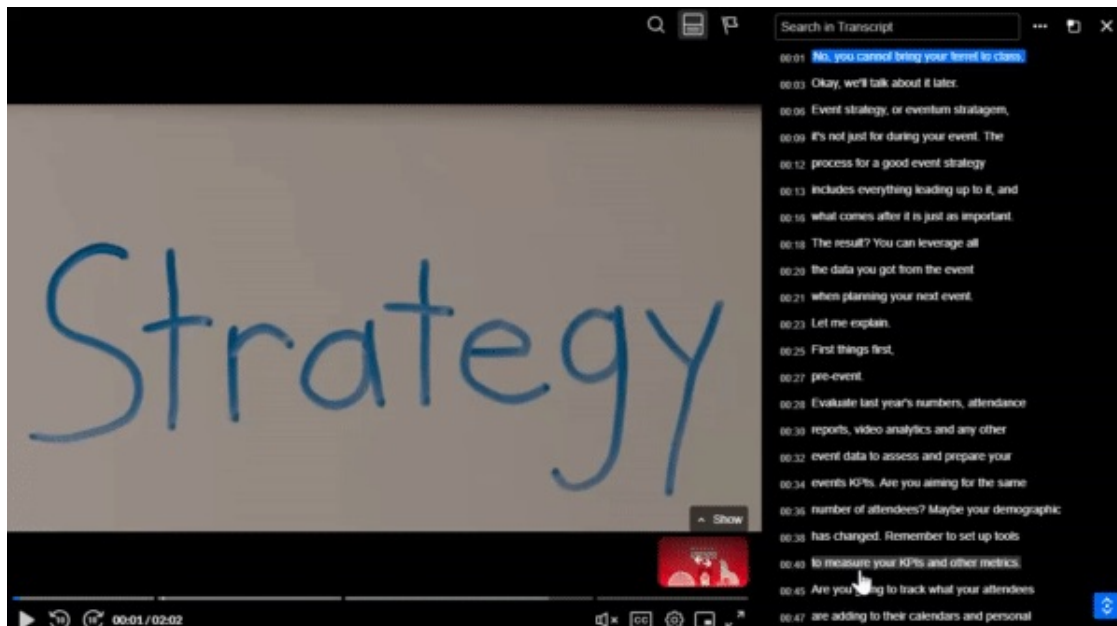 Search in Transcript
00:01 No, you cannot bring your ferret to class.
00:03 Okay, we'll talk about it later.
00:06 Event strategy, or eventum stratagem,
00:09 it's not just for during your event. The
00:12 process for a good event strategy
00:13 includes everything leading up to it, and
00:16 what comes after it is just as important.
00:18 The result? You can leverage all
00:20 the data you got from the event
00:21 when planning your next event.
00:23 Let me explain.
00:25 First things first,
00:27 pre-event.
00:28 Evaluate last year's numbers, attendance
00:30 reports, video analytics and any other
00:32 event data to assess and prepare your
00:34 events KPIs. Are you aiming for the same
00:36 number of attendees? Maybe your demographic
00:38 has changed. Remember to set up tools
00:40 to measure your KPIs and other metrics.
00:45 Are you going to track what your attendees
00:47 are adding to their calendars and personal
Strategy
Show
10
10
00:01 / 02:02
CC